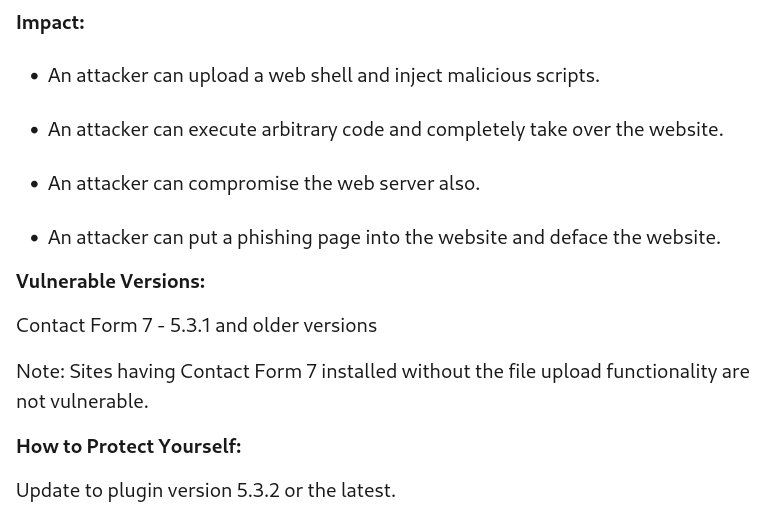 Impact:
• An attacker can upload a web shell and inject malicious scripts.
• An attacker can execute arbitrary code and completely take over the website.
• An attacker can compromise the web server also.
• An attacker can put a phishing page into the website and deface the website.
Vulnerable Versions:
Contact Form 7 - 5.3.1 and older versions
Note: Sites having Contact Form 7 installed without the file upload functionality are
not vulnerable.
How to Protect Yourself:
Update to plugin version 5.3.2 or the latest.